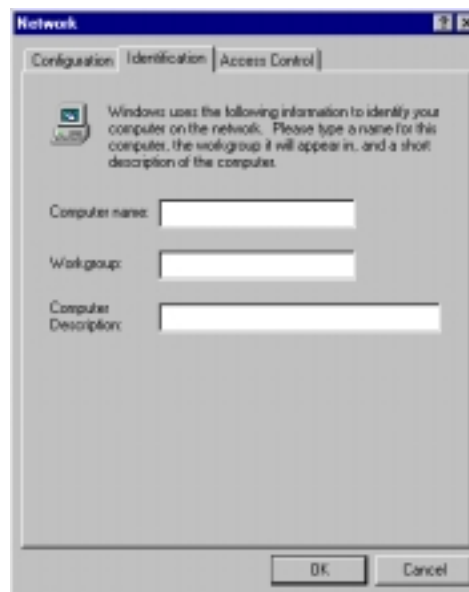 Network
Configuration Identification Access Control
Windows uses the following information to identify your
computer on the network. Please type a name for this
computer, the workgroup it will appear in, and a short
description of the computer.
Computer name:
Workgroup:
Computer
Description:
OK Cancel